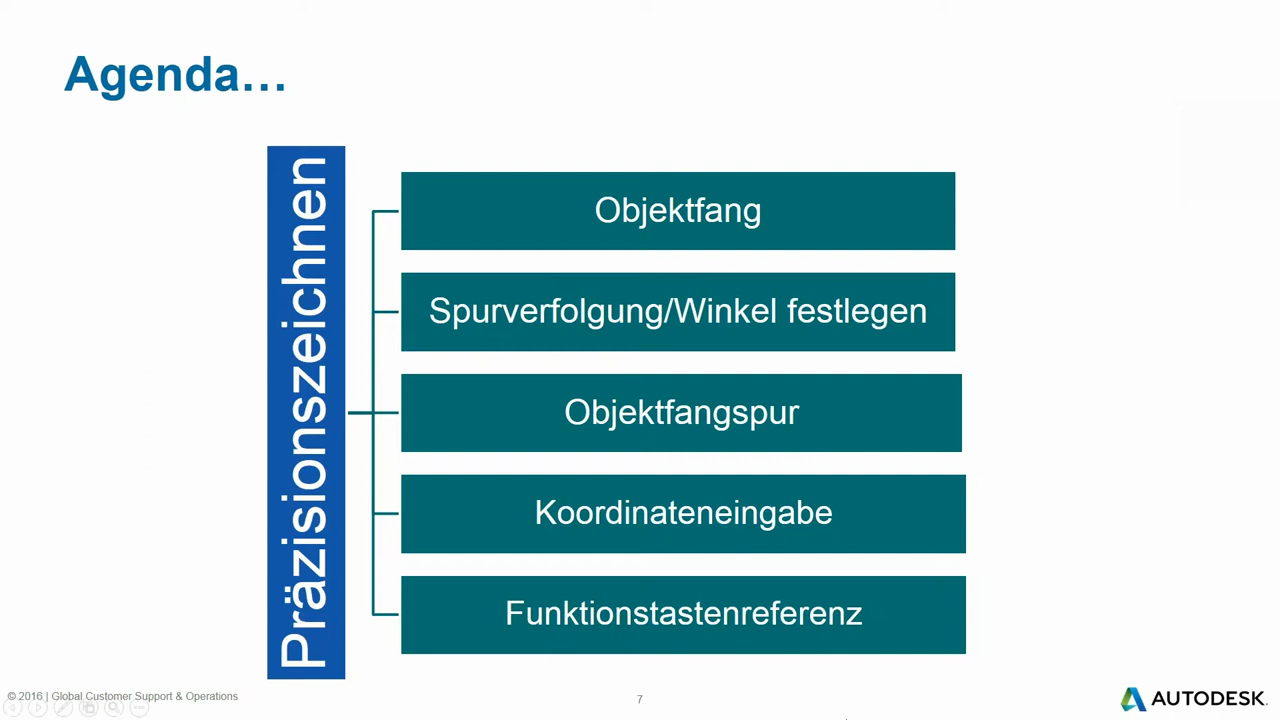 Agenda…
Präzisionszeichnen
Objektfang
Spurverfolgung/Winkel festlegen
Objektfangspur
Koordinateneingabe
Funktionstastenreferenz
© 2016 | Global Customer Support & Operations
7
AUTODESK.